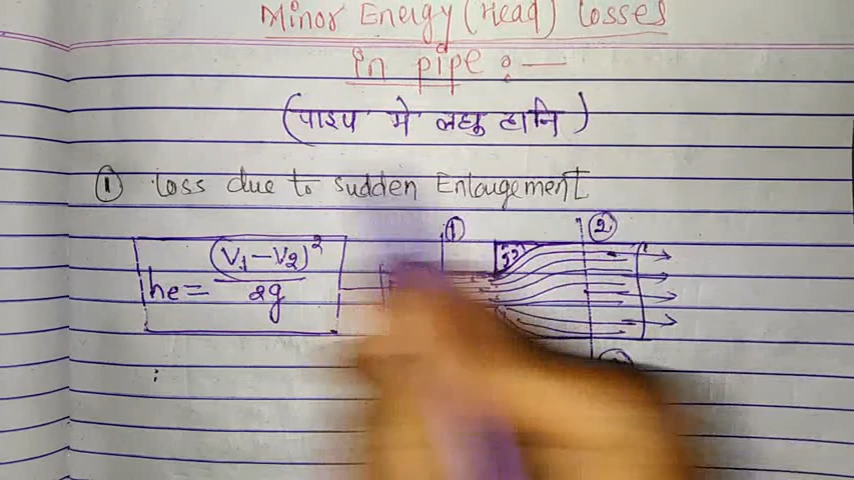 Minor Energy (Head) losses
in pipe : —
(पाइप मे लघु हानि)
① loss due to sudden Enlaugement
① ②
he = (V₁ - V₂)² / 2g